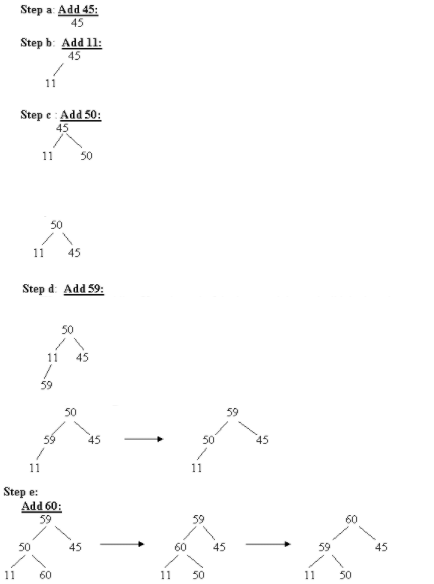 Step a: Add 45:
45
Step b: Add 11:
45
11
Step c : Add 50:
45
11 50
50
11 45
Step d: Add 59:
50
11 45
59
50 59
59 45 50 45
11 11
Step e:
Add 60:
59 59 60
50 45 60 45 59 45
11 60 11 50 11 50